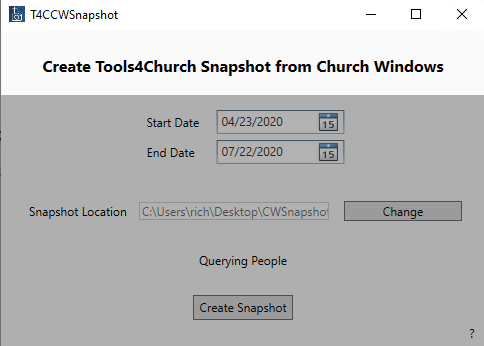 T4CCWSnapshot
Create Tools4Church Snapshot from Church Windows
Start Date 04/23/2020 15
End Date 07/22/2020 15
Snapshot Location C:\Users\rich\Desktop\CWSnapshot Change
Querying People
Create Snapshot
?